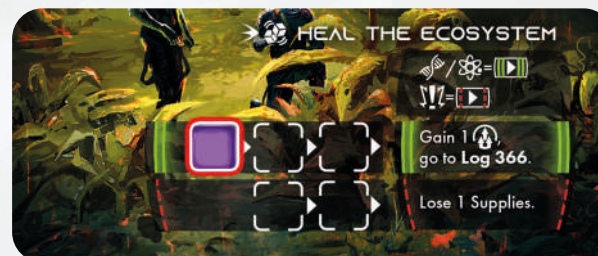 HEAL THE ECOSYSTEM
/ =
!? =
Gain 1 ,
go to Log 366.
Lose 1 Supplies.